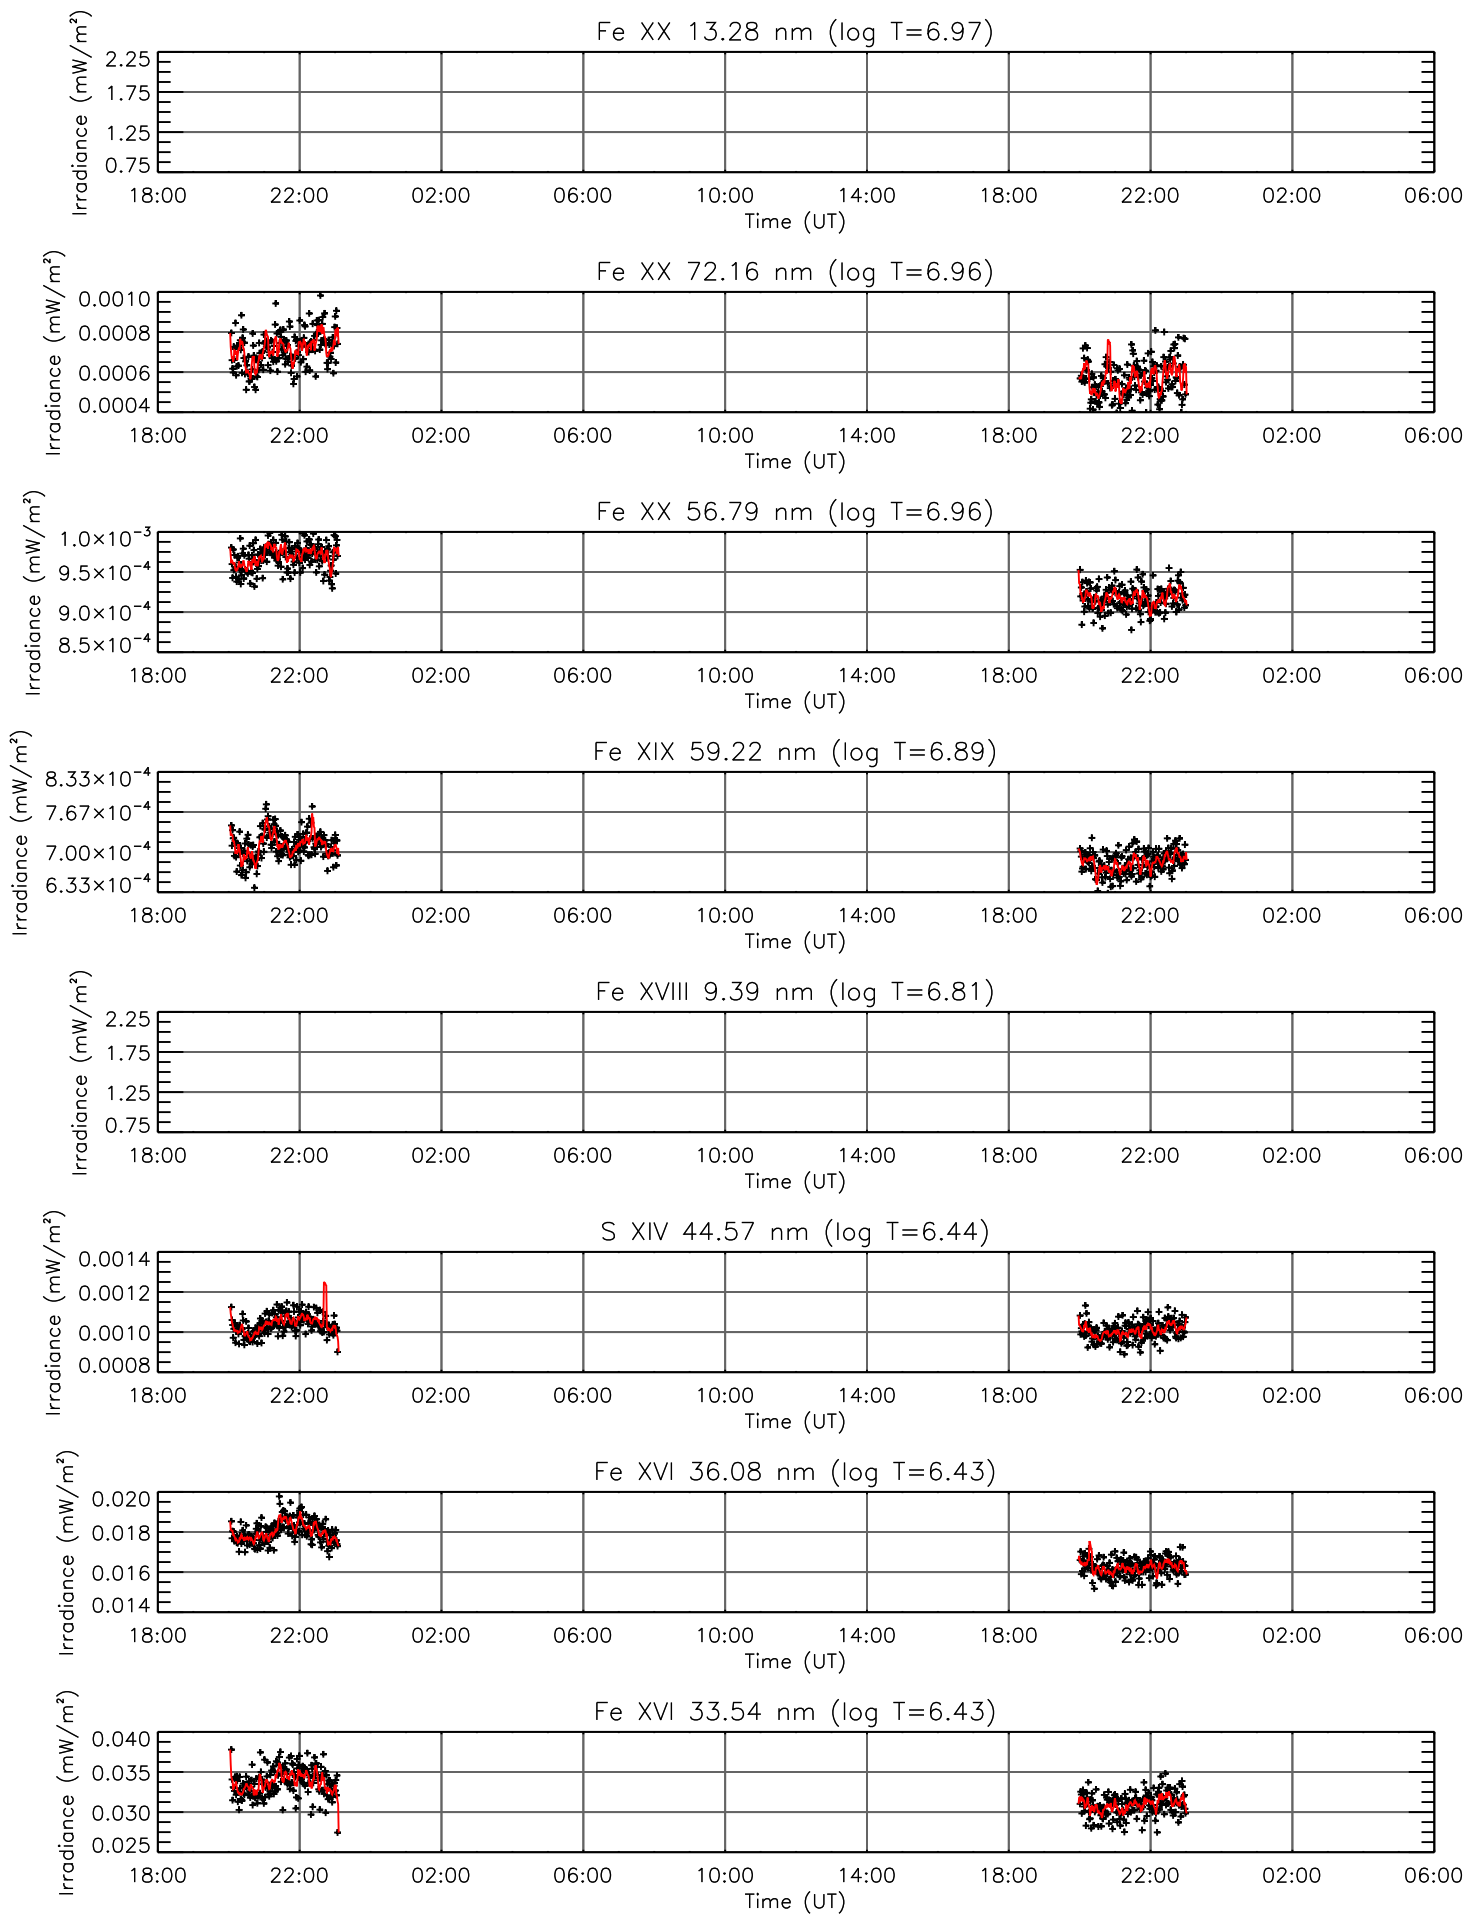 Fe XX 13.28 nm (log T=6.97)
Irradiance (mW/m²)
2.25
1.75
1.25
0.75
18:00 22:00 02:00 06:00 10:00 14:00 18:00 22:00 02:00 06:00
Time (UT)
Fe XX 72.16 nm (log T=6.96)
Irradiance (mW/m²)
0.0010
0.0008
0.0006
0.0004
18:00 22:00 02:00 06:00 10:00 14:00 18:00 22:00 02:00 06:00
Time (UT)
Fe XX 56.79 nm (log T=6.96)
Irradiance (mW/m²)
1.0×10⁻³
9.5×10⁻⁴
9.0×10⁻⁴
8.5×10⁻⁴
18:00 22:00 02:00 06:00 10:00 14:00 18:00 22:00 02:00 06:00
Time (UT)
Fe XIX 59.22 nm (log T=6.89)
Irradiance (mW/m²)
8.33×10⁻⁴
7.67×10⁻⁴
7.00×10⁻⁴
6.33×10⁻⁴
18:00 22:00 02:00 06:00 10:00 14:00 18:00 22:00 02:00 06:00
Time (UT)
Fe XVIII 9.39 nm (log T=6.81)
Irradiance (mW/m²)
2.25
1.75
1.25
0.75
18:00 22:00 02:00 06:00 10:00 14:00 18:00 22:00 02:00 06:00
Time (UT)
S XIV 44.57 nm (log T=6.44)
Irradiance (mW/m²)
0.0014
0.0012
0.0010
0.0008
18:00 22:00 02:00 06:00 10:00 14:00 18:00 22:00 02:00 06:00
Time (UT)
Fe XVI 36.08 nm (log T=6.43)
Irradiance (mW/m²)
0.020
0.018
0.016
0.014
18:00 22:00 02:00 06:00 10:00 14:00 18:00 22:00 02:00 06:00
Time (UT)
Fe XVI 33.54 nm (log T=6.43)
Irradiance (mW/m²)
0.040
0.035
0.030
0.025
18:00 22:00 02:00 06:00 10:00 14:00 18:00 22:00 02:00 06:00
Time (UT)